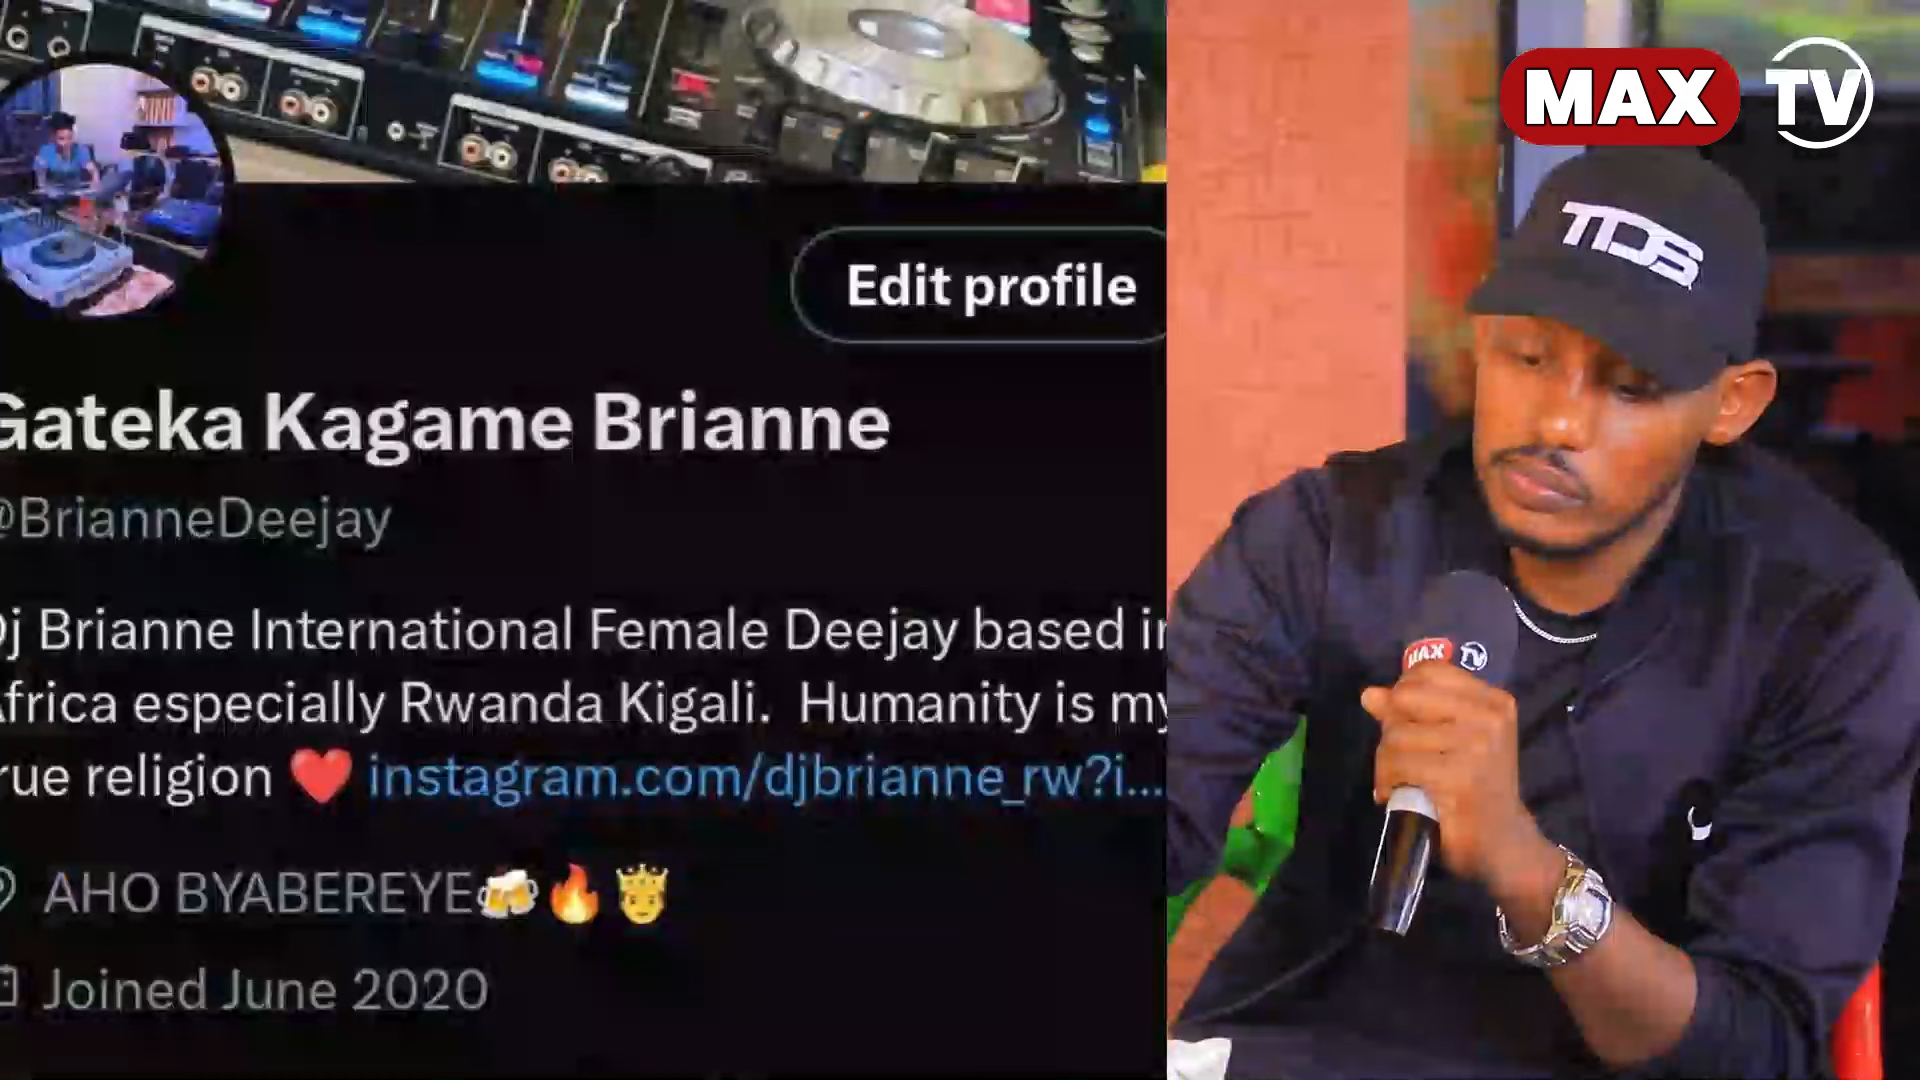 MAX TV
TDS
Edit profile
Gateka Kagame Brianne
@BrianneDeejay
Dj Brianne International Female Deejay based in
Africa especially Rwanda Kigali. Humanity is my
true religion ❤️ instagram.com/djbrianne_rw?i...
AHO BYABEREYE🍻🔥🤴
Joined June 2020
MAX TV